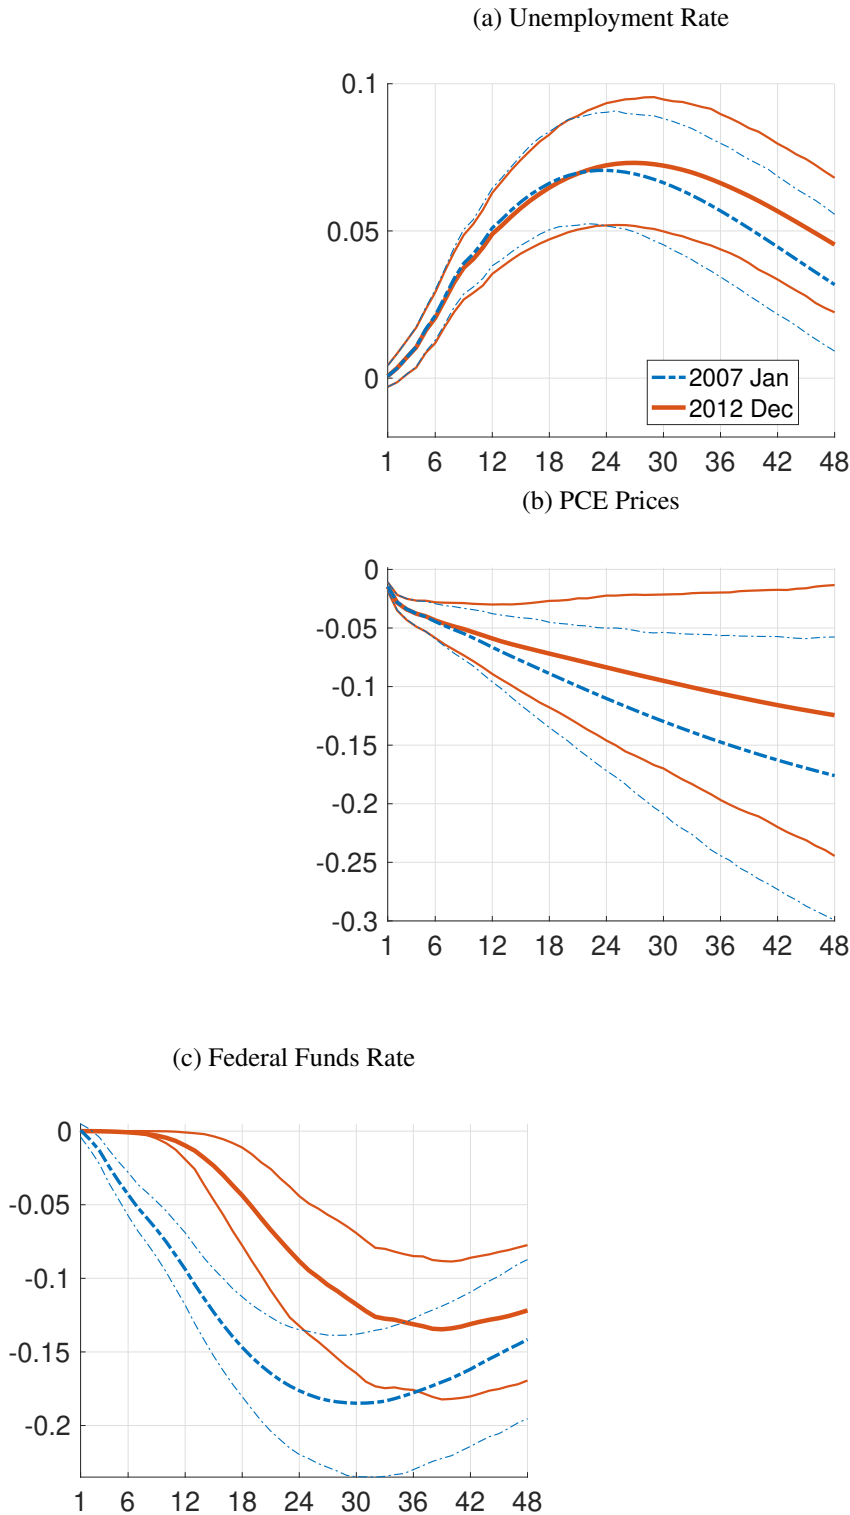 (a) Unemployment Rate
0.1
0.05
0
2007 Jan
2012 Dec
1 6 12 18 24 30 36 42 48
(b) PCE Prices
0
-0.05
-0.1
-0.15
-0.2
-0.25
-0.3
1 6 12 18 24 30 36 42 48
(c) Federal Funds Rate
0
-0.05
-0.1
-0.15
-0.2
1 6 12 18 24 30 36 42 48